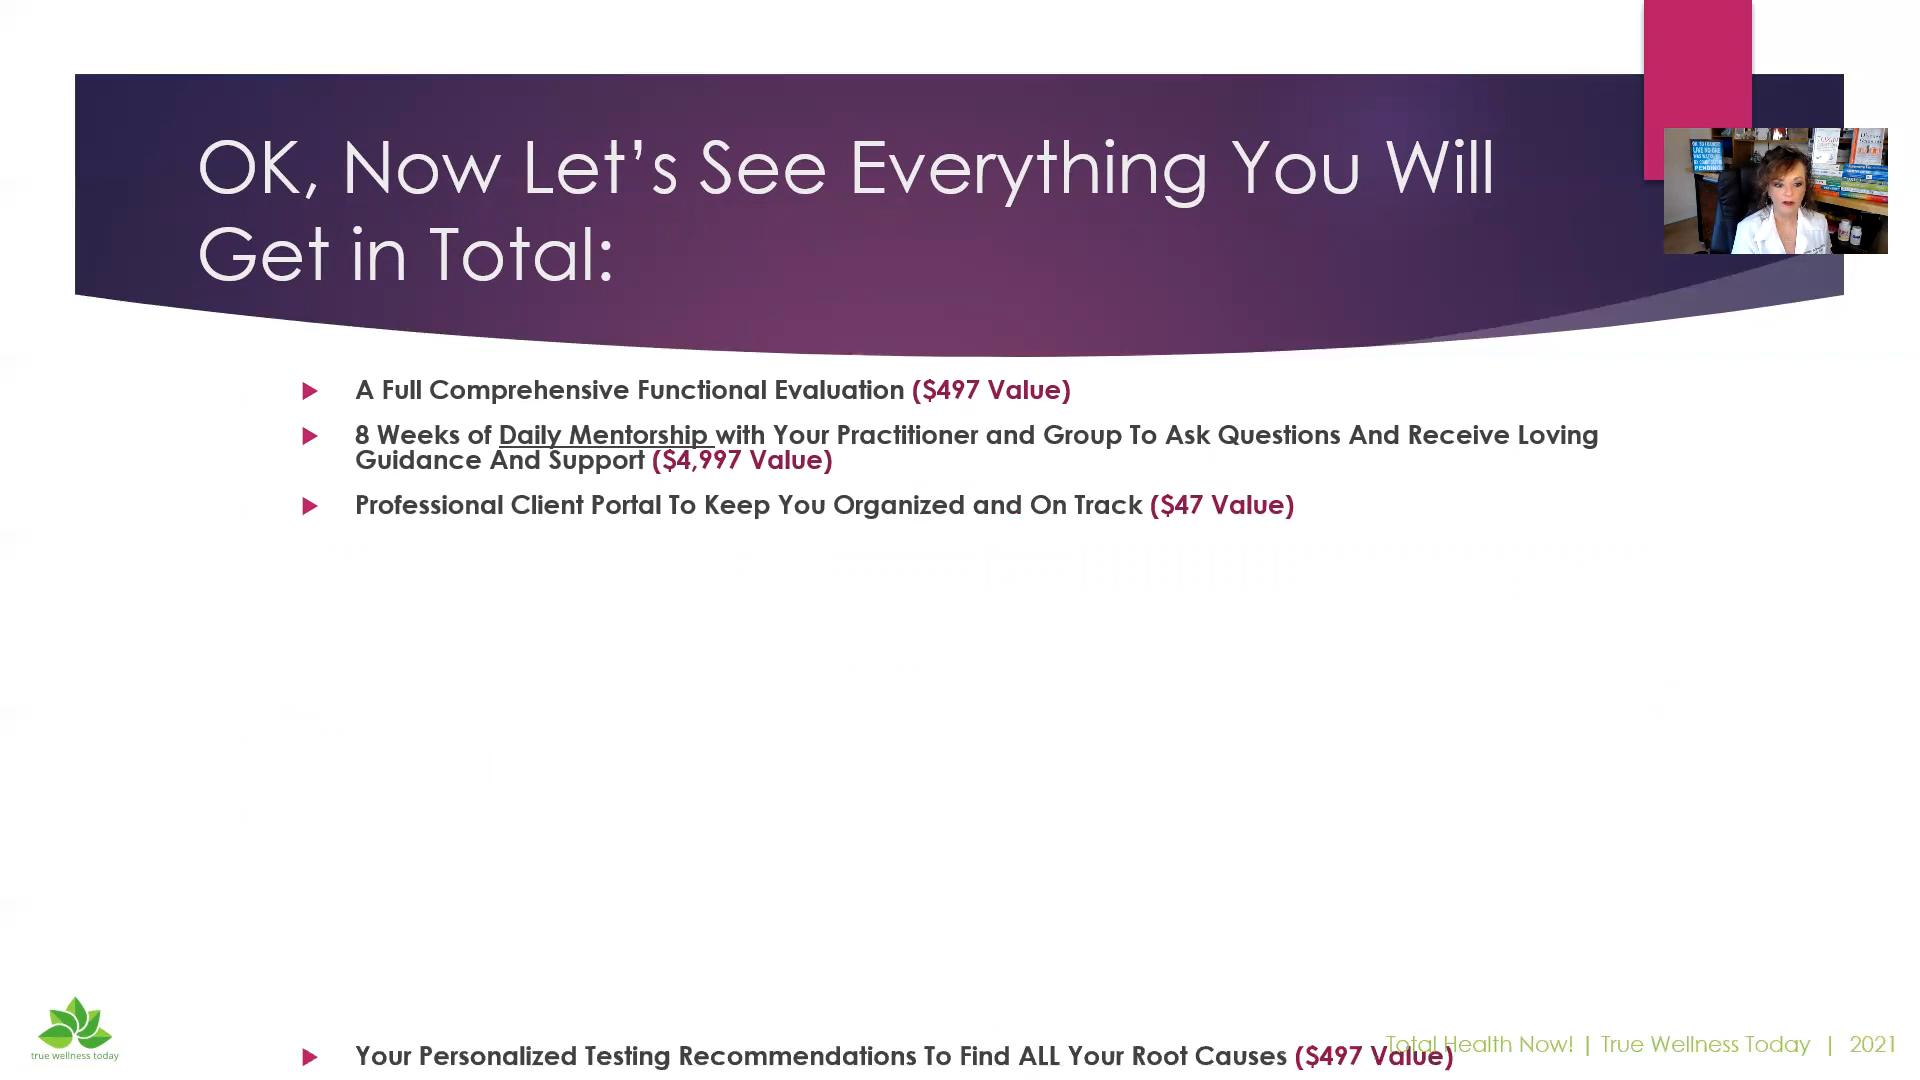 OK, Now Let’s See Everything You Will
Get in Total:
A Full Comprehensive Functional Evaluation ($497 Value)
8 Weeks of Daily Mentorship with Your Practitioner and Group To Ask Questions And Receive Loving
Guidance And Support ($4,997 Value)
Professional Client Portal To Keep You Organized and On Track ($47 Value)
Your Personalized Testing Recommendations To Find ALL Your Root Causes ($497 Value)
Total Health Now! | True Wellness Today | 2021
true wellness today